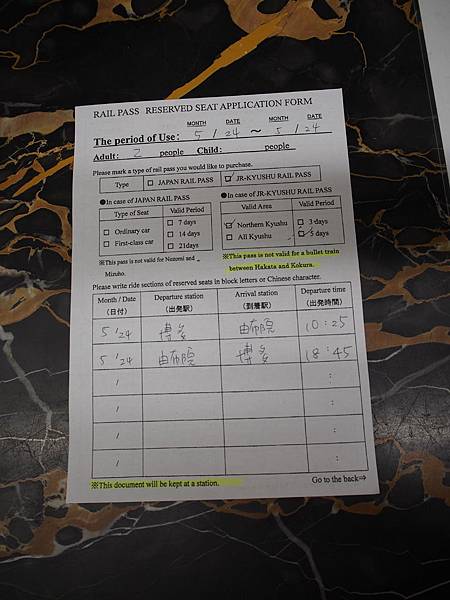 RAIL PASS RESERVED SEAT APPLICATION FORM
MONTH DATE MONTH DATE
The period of Use: 5 / 24 ~ 5 / 24
Adult: 2 people Child: people
Please mark a type of rail pass you would like to purchase.
Type □ JAPAN RAIL PASS ☑ JR-KYUSHU RAIL PASS
●In case of JAPAN RAIL PASS ●In case of JR-KYUSHU RAIL PASS
Type of Seat Valid Period Valid Area Valid Period
□ Ordinary car □ 7 days ☑ Northern Kyushu □ 3 days
□ First-class car □ 14 days □ All Kyushu ☑ 5 days
□ 21days
※This pass is not valid for Nozomi and Mizuho.
※This pass is not valid for a bullet train
between Hakata and Kokura.
Please write ride sections of reserved seats in block letters or Chinese character.
Month / Date Departure station Arrival station Departure time
(日付) (出発駅) (到着駅) (出発時間)
5 / 24 博多 由布院 10:25
5 / 24 由布院 博多 18:45
/ :
/ :
/ :
/ :
※This document will be kept at a station. Go to the back⇒